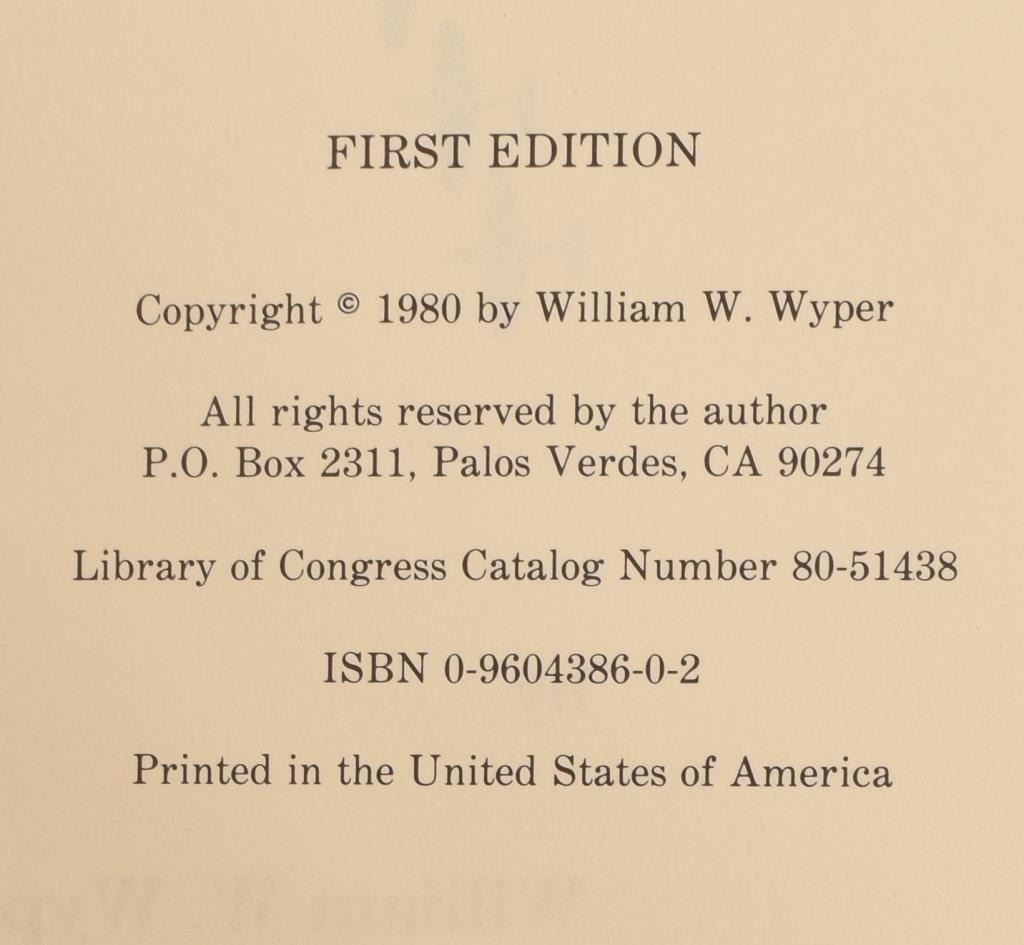 FIRST EDITION
Copyright © 1980 by William W. Wyper
All rights reserved by the author
P.O. Box 2311, Palos Verdes, CA 90274
Library of Congress Catalog Number 80-51438
ISBN 0-9604386-0-2
Printed in the United States of America